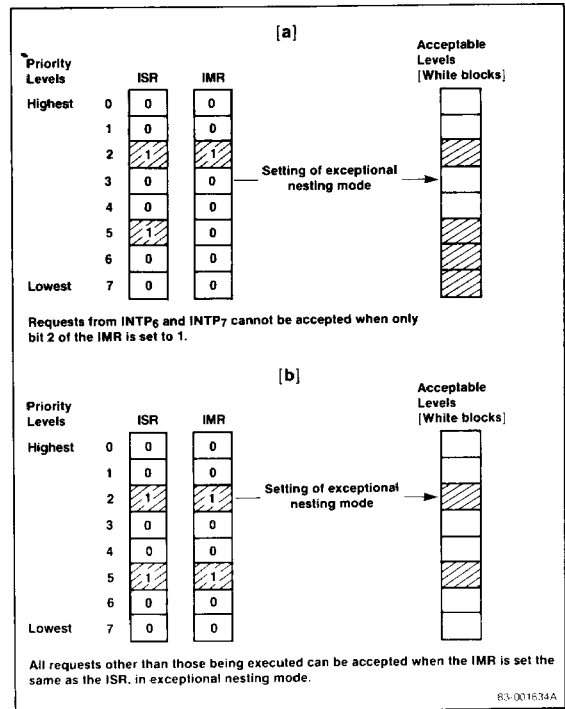 [a]
Priority
Levels
ISR
IMR
Acceptable
Levels
[White blocks]
Highest 0 0 0
1 0 0
2 1 1
3 0 0
4 0 0
5 1 0
6 0 0
Lowest 7 0 0
Setting of exceptional
nesting mode
Requests from INTP6 and INTP7 cannot be accepted when only
bit 2 of the IMR is set to 1.
[b]
Priority
Levels
ISR
IMR
Acceptable
Levels
[White blocks]
Highest 0 0 0
1 0 0
2 1 1
3 0 0
4 0 0
5 1 1
6 0 0
Lowest 7 0 0
Setting of exceptional
nesting mode
All requests other than those being executed can be accepted when the IMR is set the
same as the ISR, in exceptional nesting mode.
83-001634A